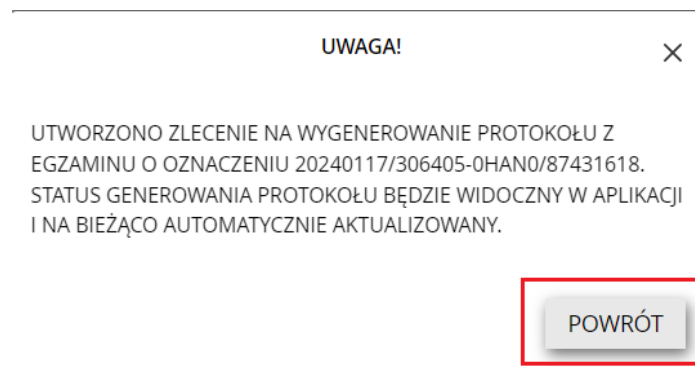 UWAGA!
UTWORZONO ZLECENIE NA WYGENEROWANIE PROTOKOŁU Z
EGZAMINU O OZNACZENIU 20240117/306405-0HAN0/87431618.
STATUS GENEROWANIA PROTOKOŁU BĘDZIE WIDOCZNY W APLIKACJI
I NA BIEŻĄCO AUTOMATYCZNIE AKTUALIZOWANY.
POWRÓT